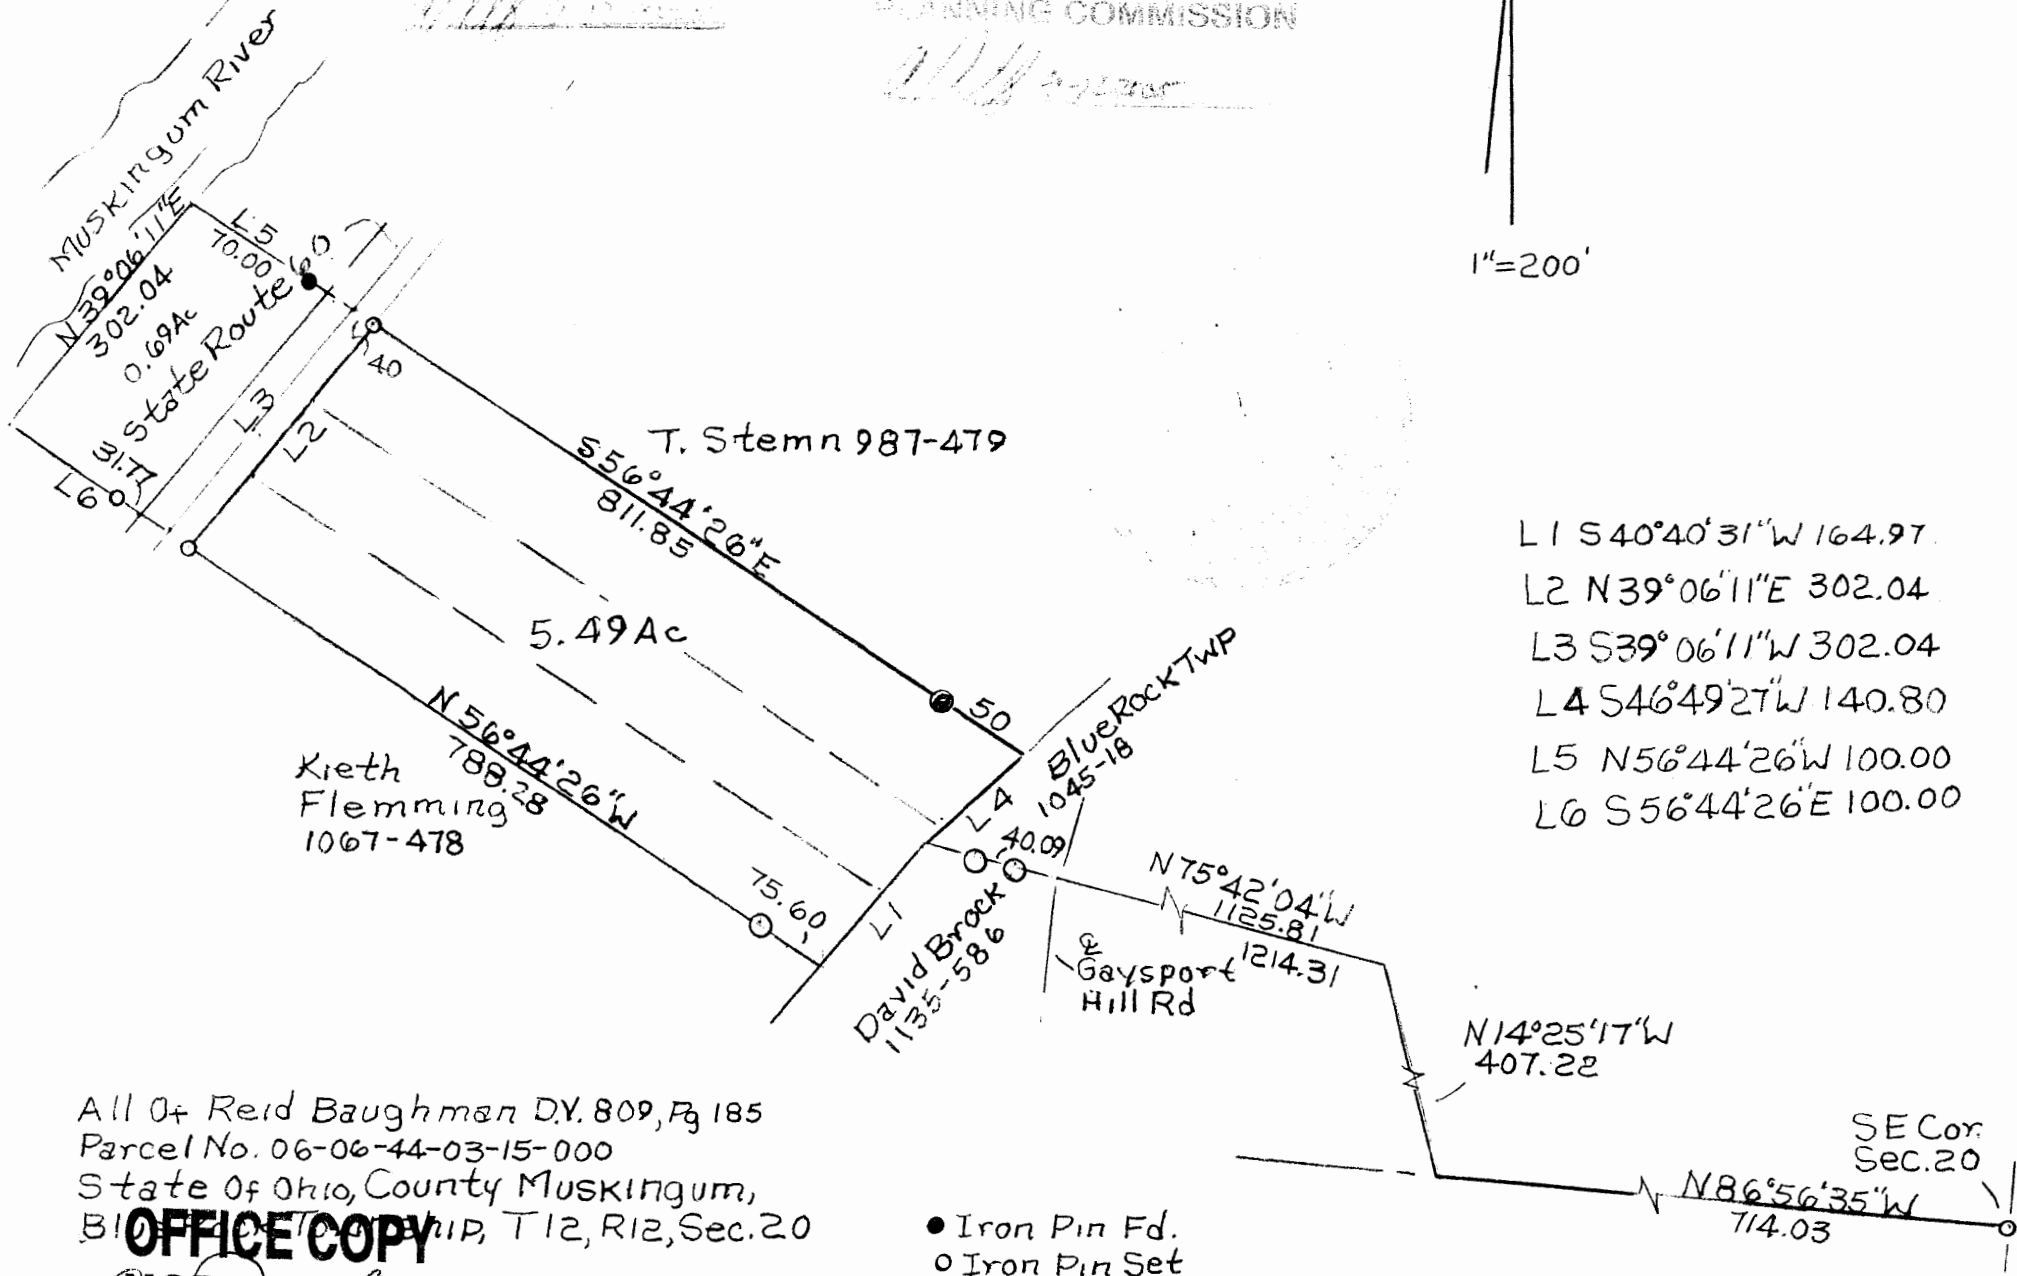 PLANNING COMMISSION
Muskingum River
1"=200'
N 39°06'11"E
302.04
0.69Ac
L5
70.00
State Route 60
L3
L2
31.77
L6
40
T. Stemn 987-479
S56°44'26"E
811.85
5.49Ac
50
Blue Rock TWP
1045-18
L4
40.09
N 56°44'26"W
788.28
Kieth
Flemming
1067-478
75.60
L1
David Brock
1135-586
℄
Gaysport
Hill Rd
N75°42'04"W
1125.81
1214.31
N14°25'17"W
407.22
SE Cor.
Sec.20
N86°56'35"W
714.03
L1 S40°40'31"W 164.97
L2 N39°06'11"E 302.04
L3 S39°06'11"W 302.04
L4 S46°49'27"W 140.80
L5 N56°44'26"W 100.00
L6 S56°44'26"E 100.00
All Of Reid Baughman D.V. 809, Pg 185
Parcel No. 06-06-44-03-15-000
State Of Ohio, County Muskingum,
T12, R12, Sec.20
OFFICE COPY
● Iron Pin Fd.
○ Iron Pin Set